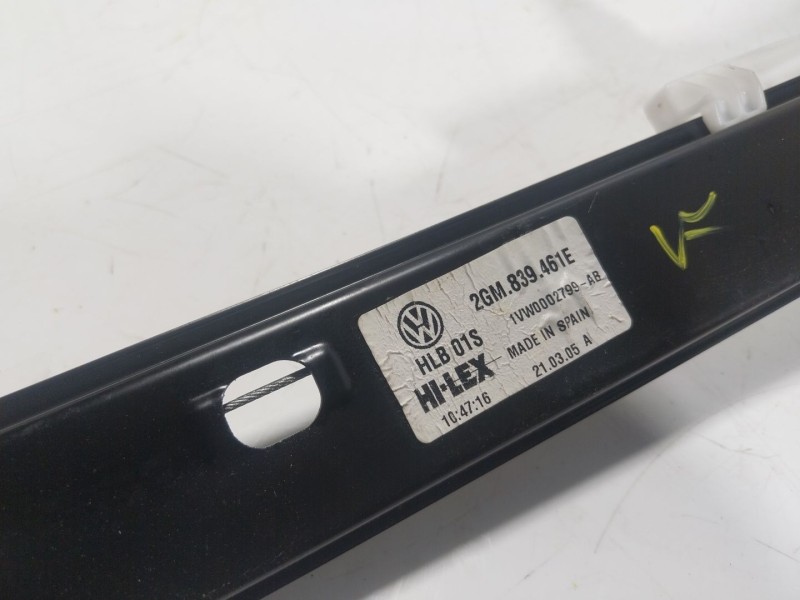 2GM.839.461E
1VW0002799-AB
HLB 01S
MADE IN SPAIN
HI-LEX
21.03.05 A
10:47:16